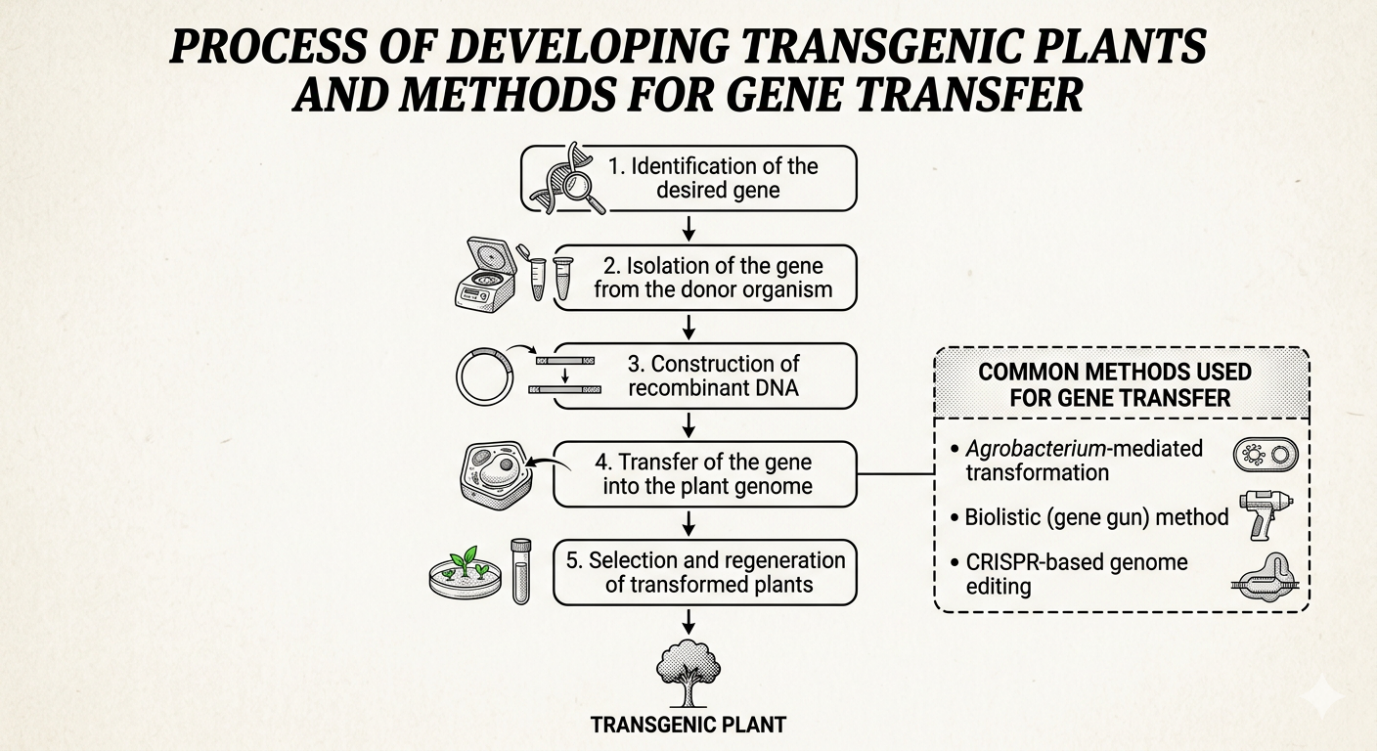 PROCESS OF DEVELOPING TRANSGENIC PLANTS
AND METHODS FOR GENE TRANSFER
1. Identification of the
desired gene
2. Isolation of the gene
from the donor organism
3. Construction of
recombinant DNA
4. Transfer of the gene
into the plant genome
5. Selection and regeneration
of transformed plants
TRANSGENIC PLANT
COMMON METHODS USED
FOR GENE TRANSFER
• Agrobacterium-mediated
transformation
• Biolistic (gene gun) method
• CRISPR-based genome
editing